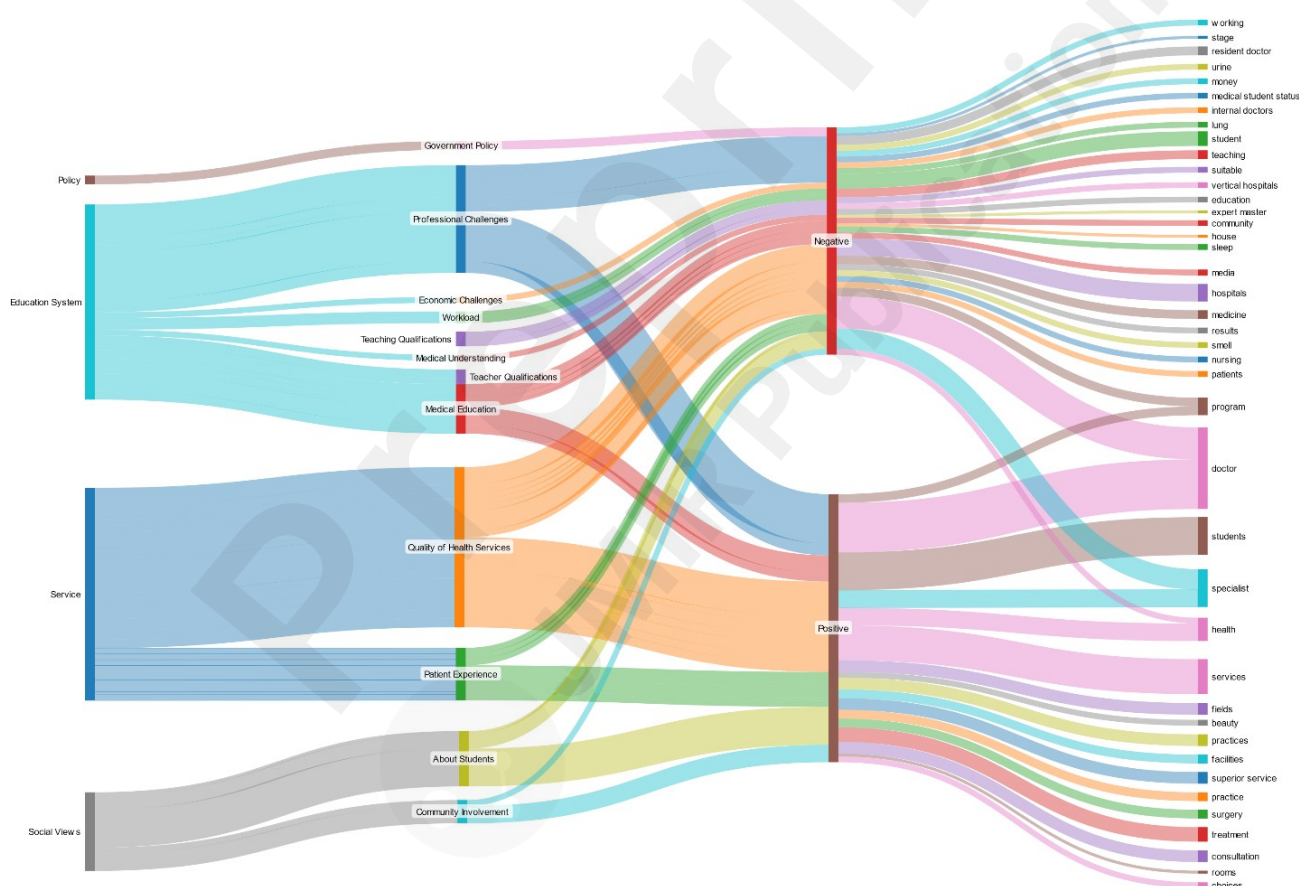 Policy
Education System
Service
Social Views
Government Policy
Professional Challenges
Economic Challenges
Workload
Teaching Qualifications
Medical Understanding
Teacher Qualifications
Medical Education
Quality of Health Services
Patient Experience
About Students
Community Involvement
Negative
Positive
working
stage
resident doctor
urine
money
medical student status
internal doctors
lung
student
teaching
suitable
vertical hospitals
education
expert master
community
house
sleep
media
hospitals
medicine
results
smell
nursing
patients
program
doctor
students
specialist
health
services
fields
beauty
practices
facilities
superior service
practice
surgery
treatment
consultation
rooms
choices
Preprint
JMIR Publications